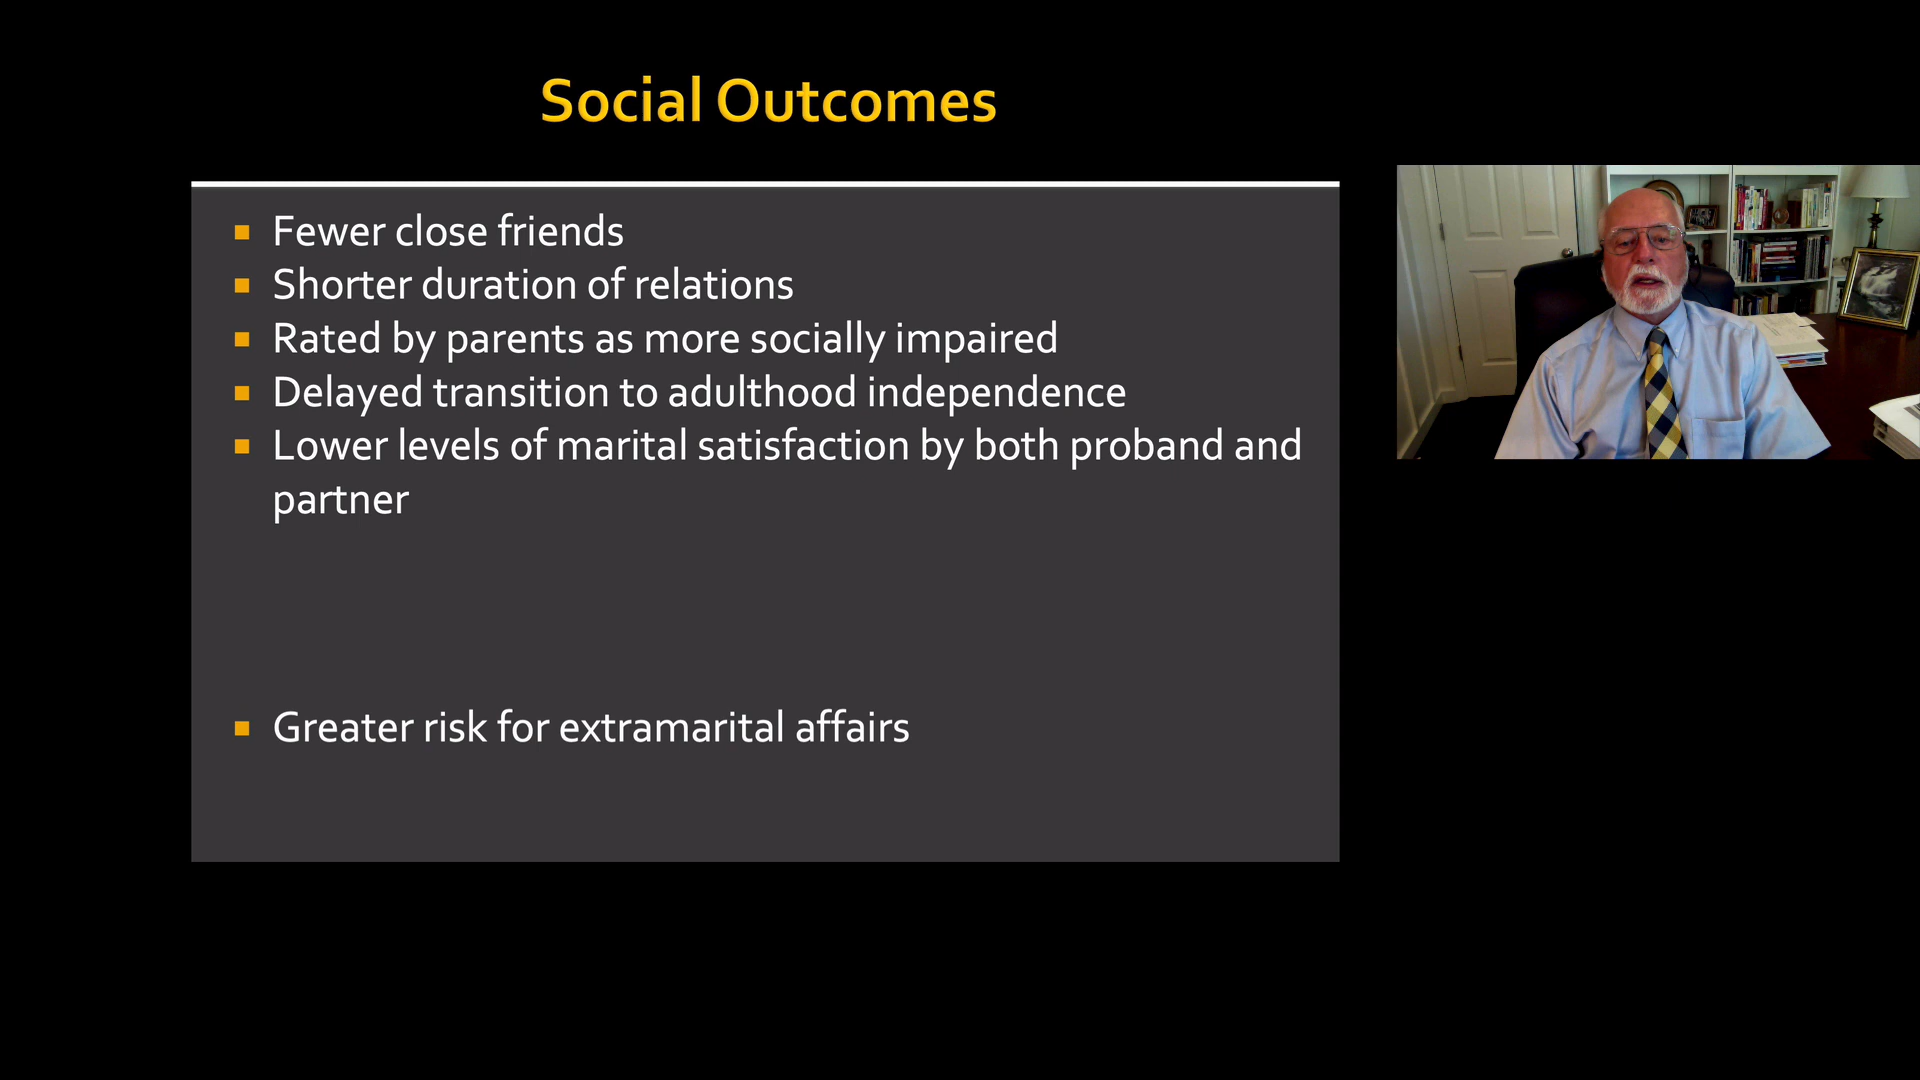 Social Outcomes
Fewer close friends
Shorter duration of relations
Rated by parents as more socially impaired
Delayed transition to adulthood independence
Lower levels of marital satisfaction by both proband and
partner
Greater risk for extramarital affairs